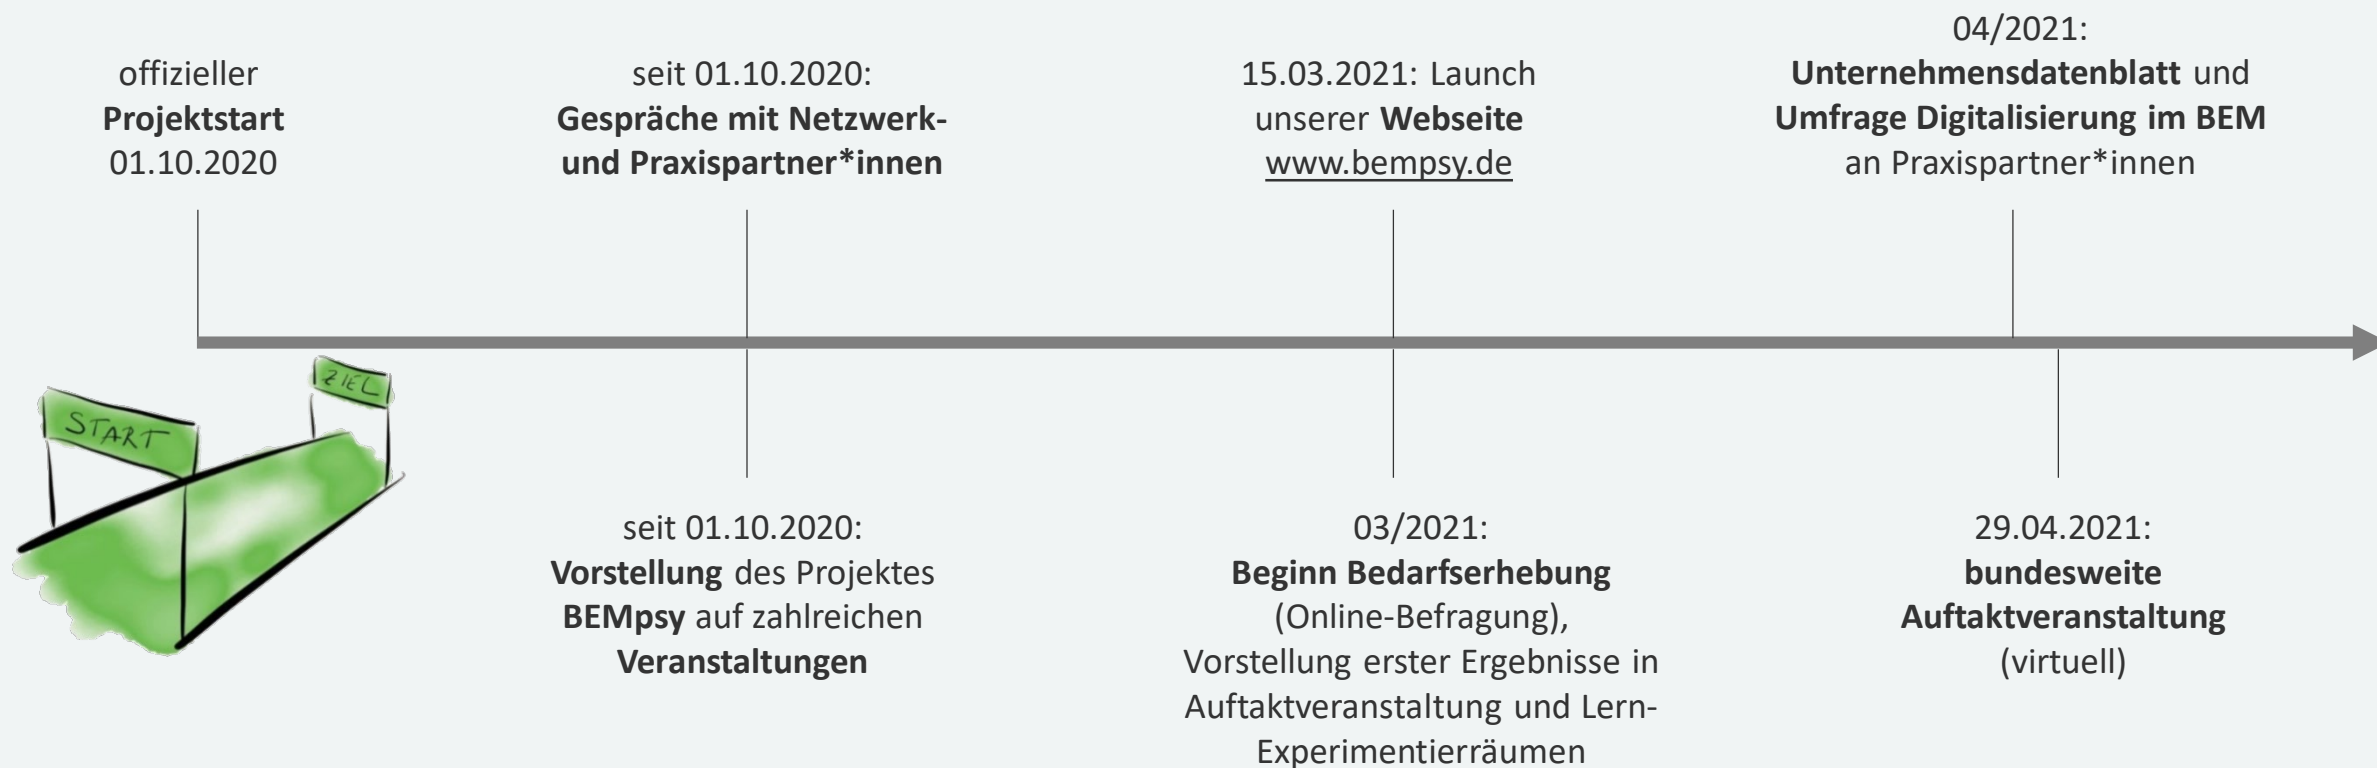 offizieller
Projektstart
01.10.2020
seit 01.10.2020:
Gespräche mit Netzwerk-
und Praxispartner*innen
15.03.2021: Launch
unserer Webseite
www.bempsy.de
04/2021:
Unternehmensdatenblatt und
Umfrage Digitalisierung im BEM
an Praxispartner*innen
ZIEL
START
seit 01.10.2020:
Vorstellung des Projektes
BEMpsy auf zahlreichen
Veranstaltungen
03/2021:
Beginn Bedarfserhebung
(Online-Befragung),
Vorstellung erster Ergebnisse in
Auftaktveranstaltung und Lern-
Experimentierräumen
29.04.2021:
bundesweite
Auftaktveranstaltung
(virtuell)